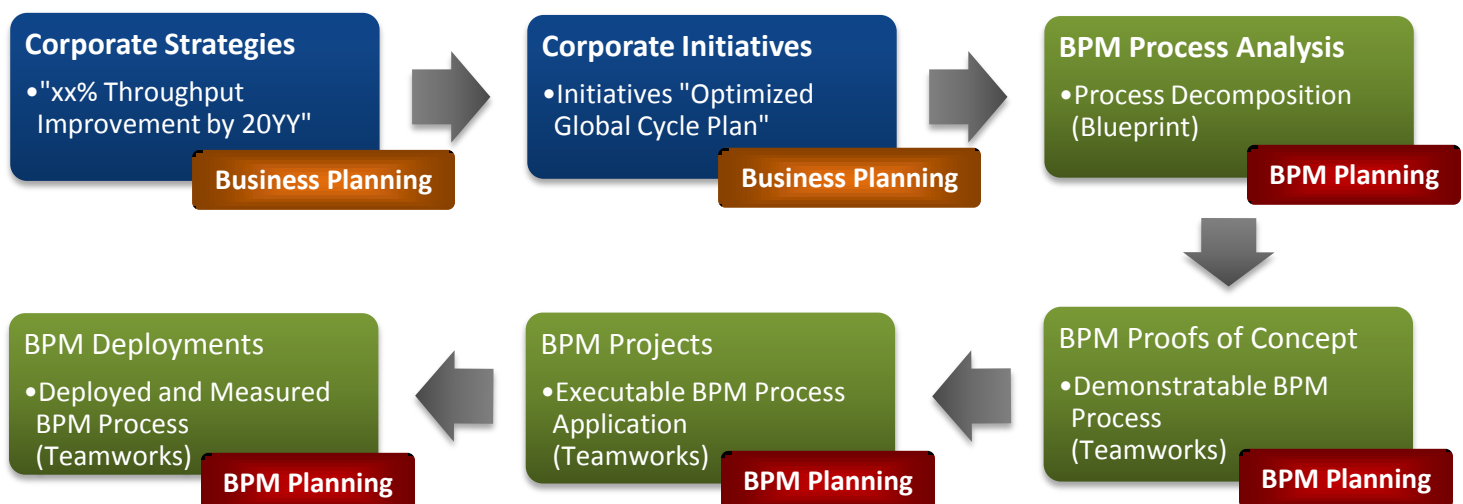 Corporate Strategies
•"xx% Throughput
Improvement by 20YY"
Business Planning
Corporate Initiatives
•Initiatives "Optimized
Global Cycle Plan"
Business Planning
BPM Process Analysis
•Process Decomposition
(Blueprint)
BPM Planning
BPM Proofs of Concept
•Demonstratable BPM
Process
(Teamworks)
BPM Planning
BPM Projects
•Executable BPM Process
Application
(Teamworks)
BPM Planning
BPM Deployments
•Deployed and Measured
BPM Process
(Teamworks)
BPM Planning